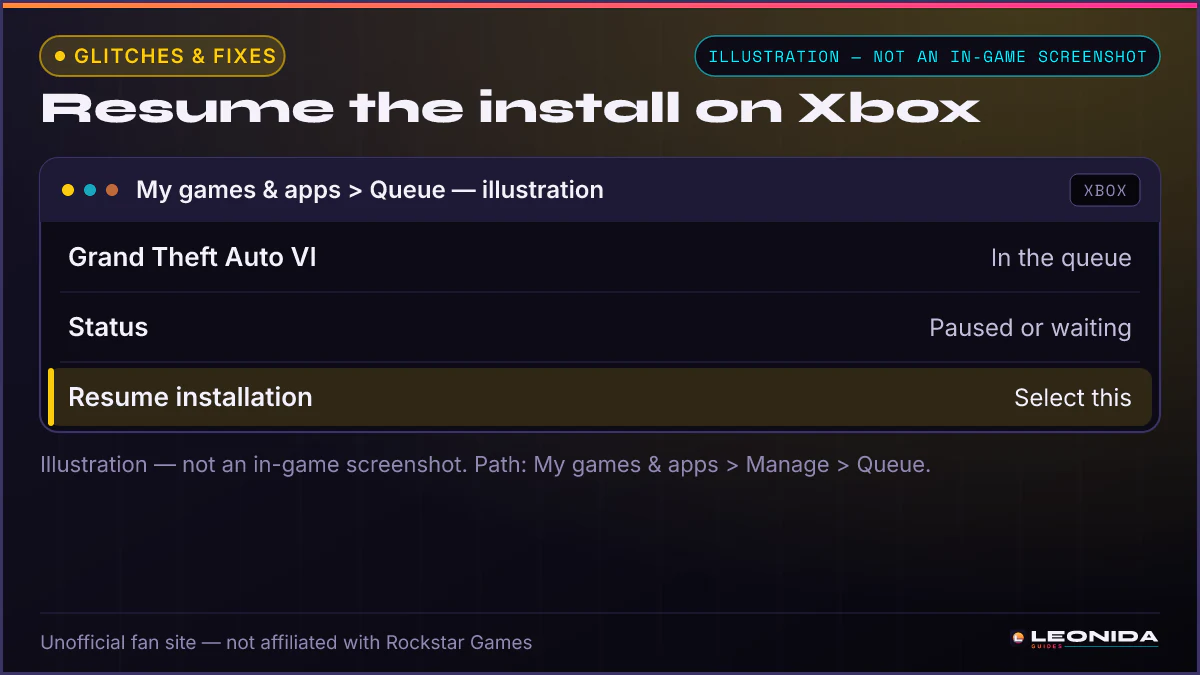 GLITCHES & FIXES
ILLUSTRATION — NOT AN IN-GAME SCREENSHOT
Resume the install on Xbox
My games & apps > Queue — illustration
XBOX
Grand Theft Auto VI
In the queue
Status
Paused or waiting
Resume installation
Select this
Illustration — not an in-game screenshot. Path: My games & apps > Manage > Queue.
Unofficial fan site — not affiliated with Rockstar Games
LEONIDA
GUIDES